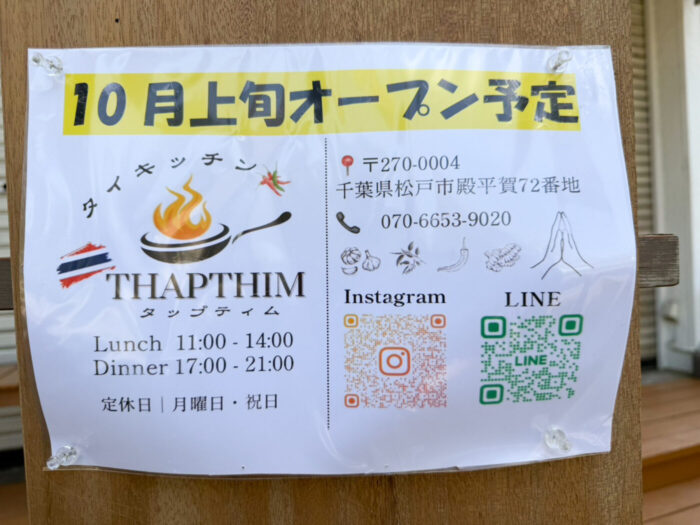 10月上旬オープン予定
タイキッチン
THAPTHIM
タップティム
Lunch 11:00 - 14:00
Dinner 17:00 - 21:00
定休日｜月曜日・祝日
〒270-0004
千葉県松戸市殿平賀72番地
070-6653-9020
Instagram
LINE
LINE